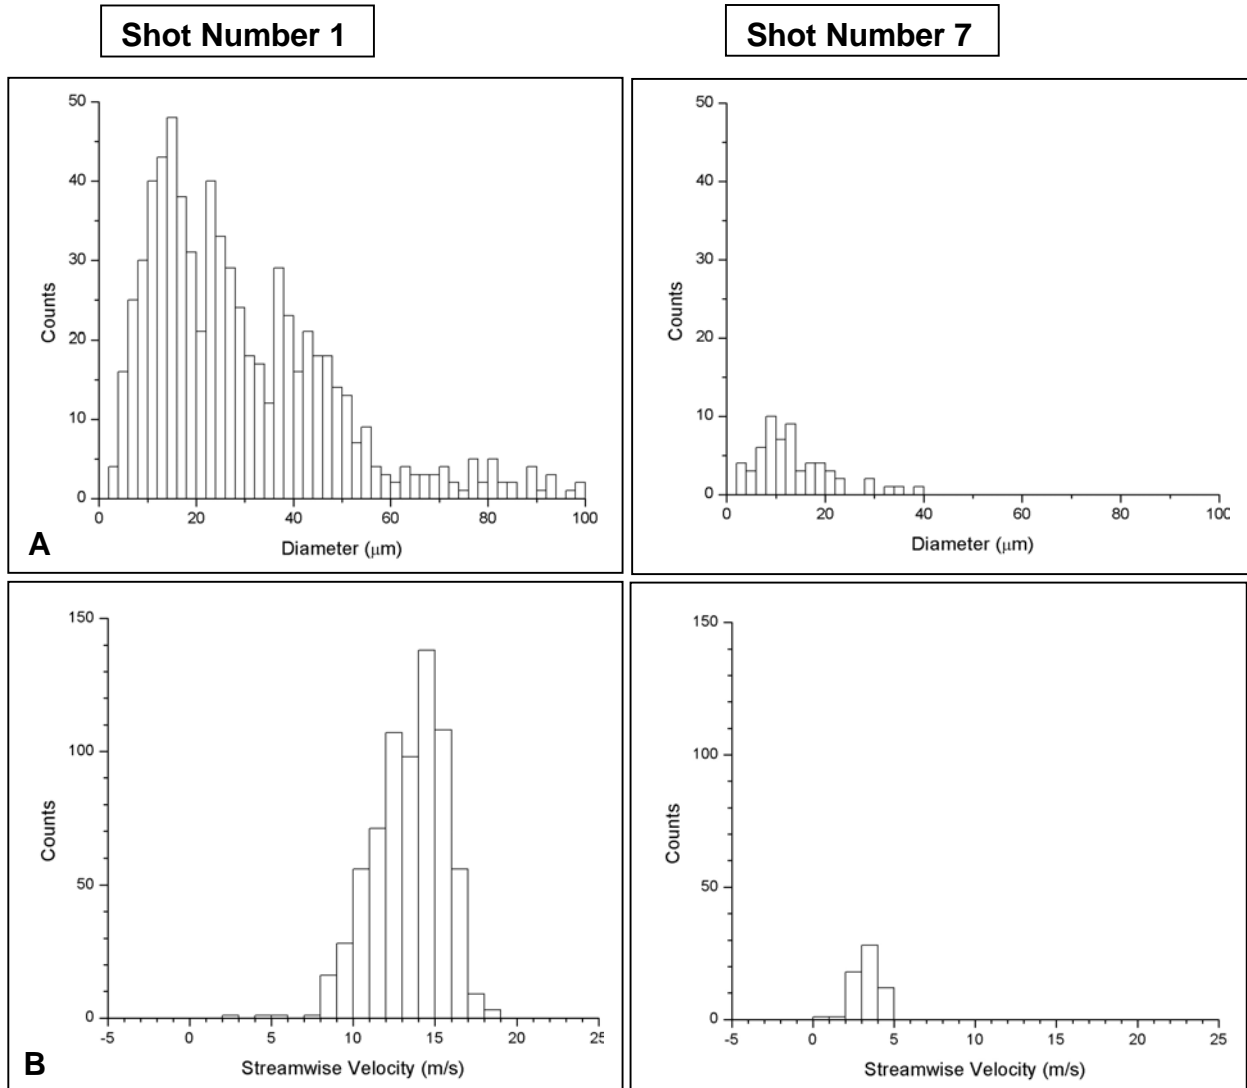 Shot Number 1
Shot Number 7
50
40
30
20
10
0
Counts
0 20 40 60 80 100
Diameter (μm)
A
50
40
30
20
10
0
Counts
0 20 40 60 80 100
Diameter (μm)
150
100
50
0
Counts
-5 0 5 10 15 20 25
Streamwise Velocity (m/s)
B
150
100
50
0
Counts
-5 0 5 10 15 20 25
Streamwise Velocity (m/s)